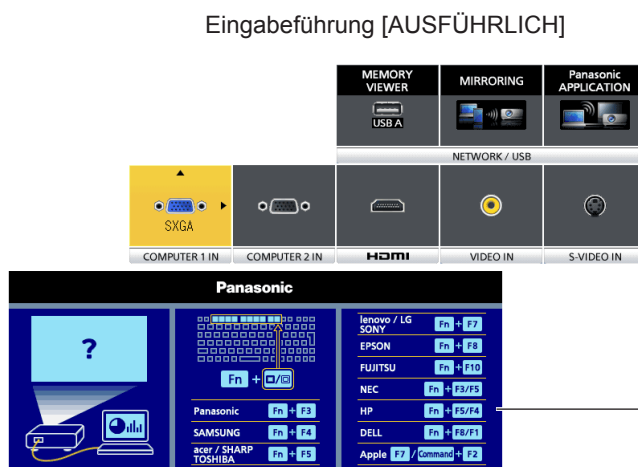 Eingabeführung [AUSFÜHRLICH]
MEMORY
VIEWER
MIRRORING
Panasonic
APPLICATION
USB A
NETWORK / USB
SXGA
COMPUTER 1 IN
COMPUTER 2 IN
HDMI
VIDEO IN
S-VIDEO IN
Panasonic
?
Fn +
Panasonic Fn + F3
SAMSUNG Fn + F4
acer / SHARP
TOSHIBA Fn + F5
lenovo / LG
SONY Fn + F7
EPSON Fn + F8
FUJITSU Fn + F10
NEC Fn + F3/F5
HP Fn + F5/F4
DELL Fn + F8/F1
Apple F7 / Command + F2